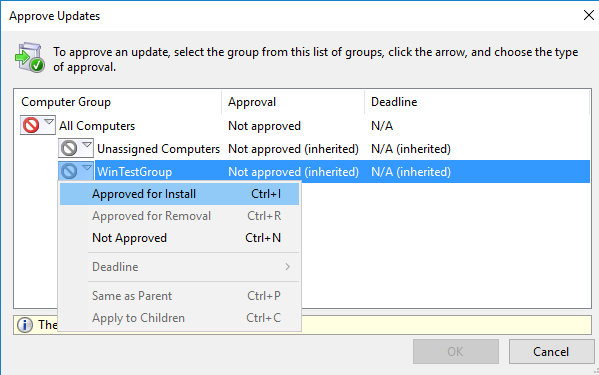 Approve Updates
To approve an update, select the group from this list of groups, click the arrow, and choose the type
of approval.
Computer Group Approval Deadline
All Computers Not approved N/A
Unassigned Computers Not approved (inherited) N/A (inherited)
WinTestGroup Not approved (inherited) N/A (inherited)
Approved for Install Ctrl+I
Approved for Removal Ctrl+R
Not Approved Ctrl+N
Deadline
Same as Parent Ctrl+P
Apply to Children Ctrl+C
The
OK Cancel